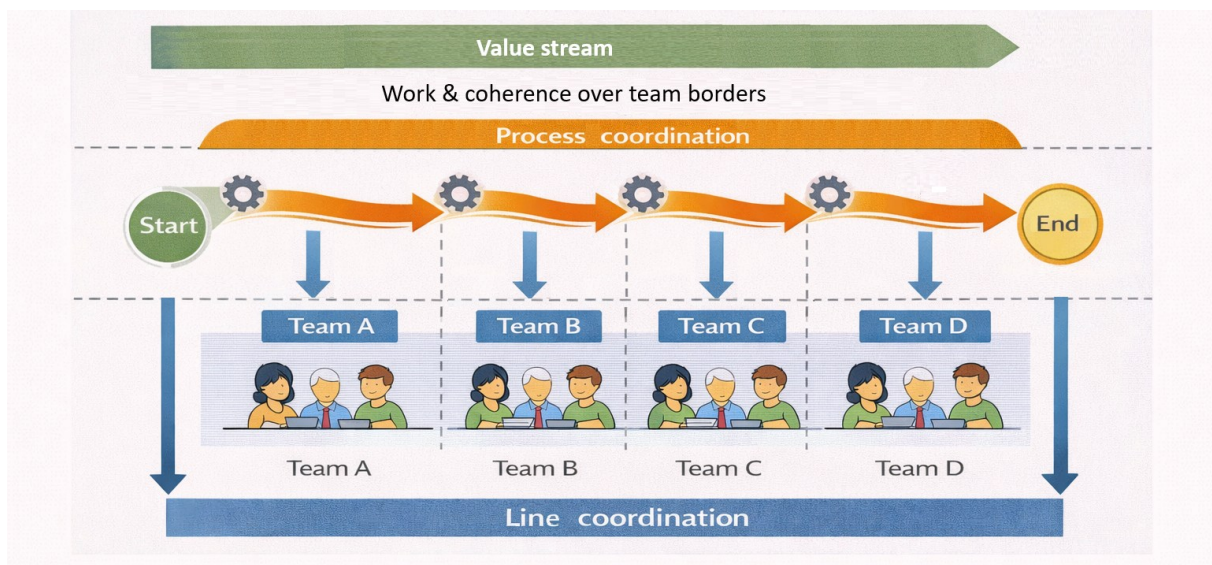 Value stream
Work & coherence over team borders
Process coordination
Start
End
Team A
Team B
Team C
Team D
Team A
Team B
Team C
Team D
Line coordination